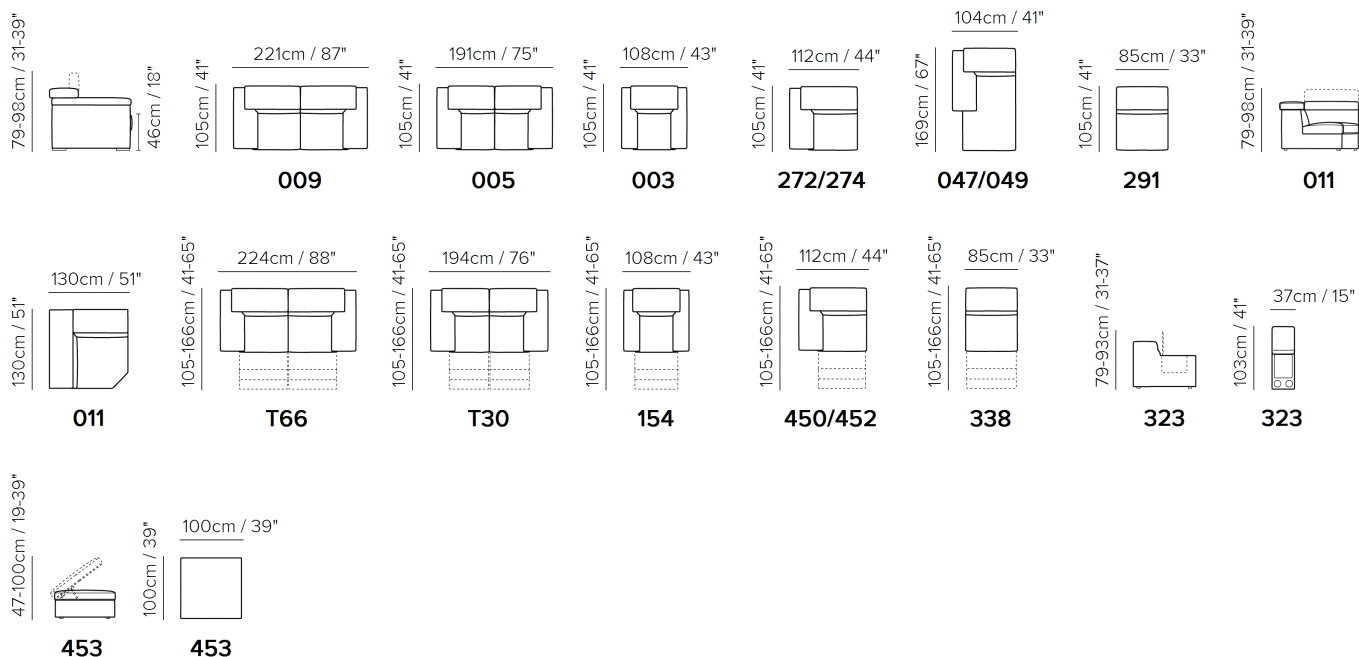 79-98cm / 31-39"
46cm / 18"
221cm / 87"
105cm / 41"
009
191cm / 75"
105cm / 41"
005
108cm / 43"
105cm / 41"
003
112cm / 44"
105cm / 41"
272/274
104cm / 41"
169cm / 67"
047/049
85cm / 33"
105cm / 41"
291
79-98cm / 31-39"
011
130cm / 51"
130cm / 51"
011
224cm / 88"
105-166cm / 41-65"
T66
194cm / 76"
105-166cm / 41-65"
T30
108cm / 43"
105-166cm / 41-65"
154
112cm / 44"
105-166cm / 41-65"
450/452
85cm / 33"
105-166cm / 41-65"
338
79-93cm / 31-37"
323
37cm / 15"
103cm / 41"
323
47-100cm / 19-39"
453
100cm / 39"
100cm / 39"
453